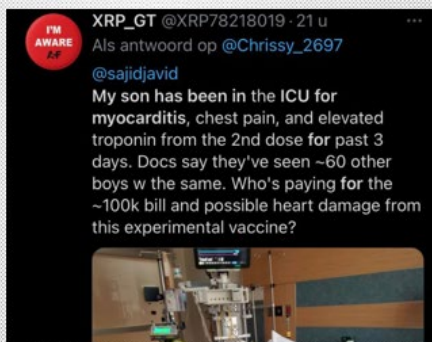 I'M
AWARE
XRP_GT @XRP78218019 · 21 u
Als antwoord op @Chrissy_2697
@sajidjavid
My son has been in the ICU for
myocarditis, chest pain, and elevated
troponin from the 2nd dose for past 3
days. Docs say they've seen ~60 other
boys w the same. Who's paying for the
~100k bill and possible heart damage from
this experimental vaccine?